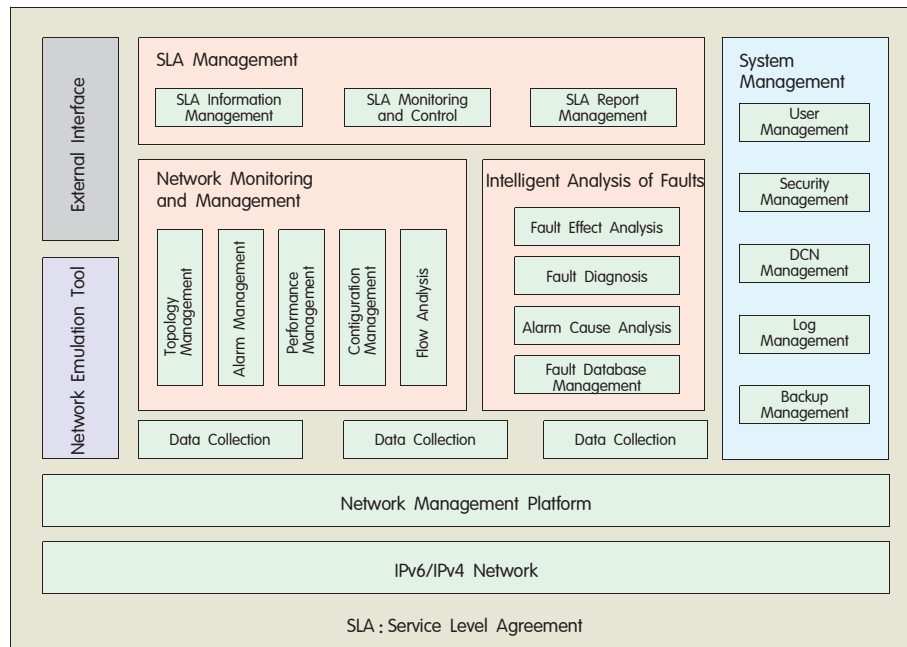 External Interface
Network Emulation Tool
SLA Management
SLA Information
Management
SLA Monitoring
and Control
SLA Report
Management
Network Monitoring
and Management
Topology
Management
Alarm Management
Performance
Management
Configuration
Management
Flow Analysis
Intelligent Analysis of Faults
Fault Effect Analysis
Fault Diagnosis
Alarm Cause Analysis
Fault Database
Management
System
Management
User
Management
Security
Management
DCN
Management
Log
Management
Backup
Management
Data Collection
Data Collection
Data Collection
Network Management Platform
IPv6/IPv4 Network
SLA : Service Level Agreement